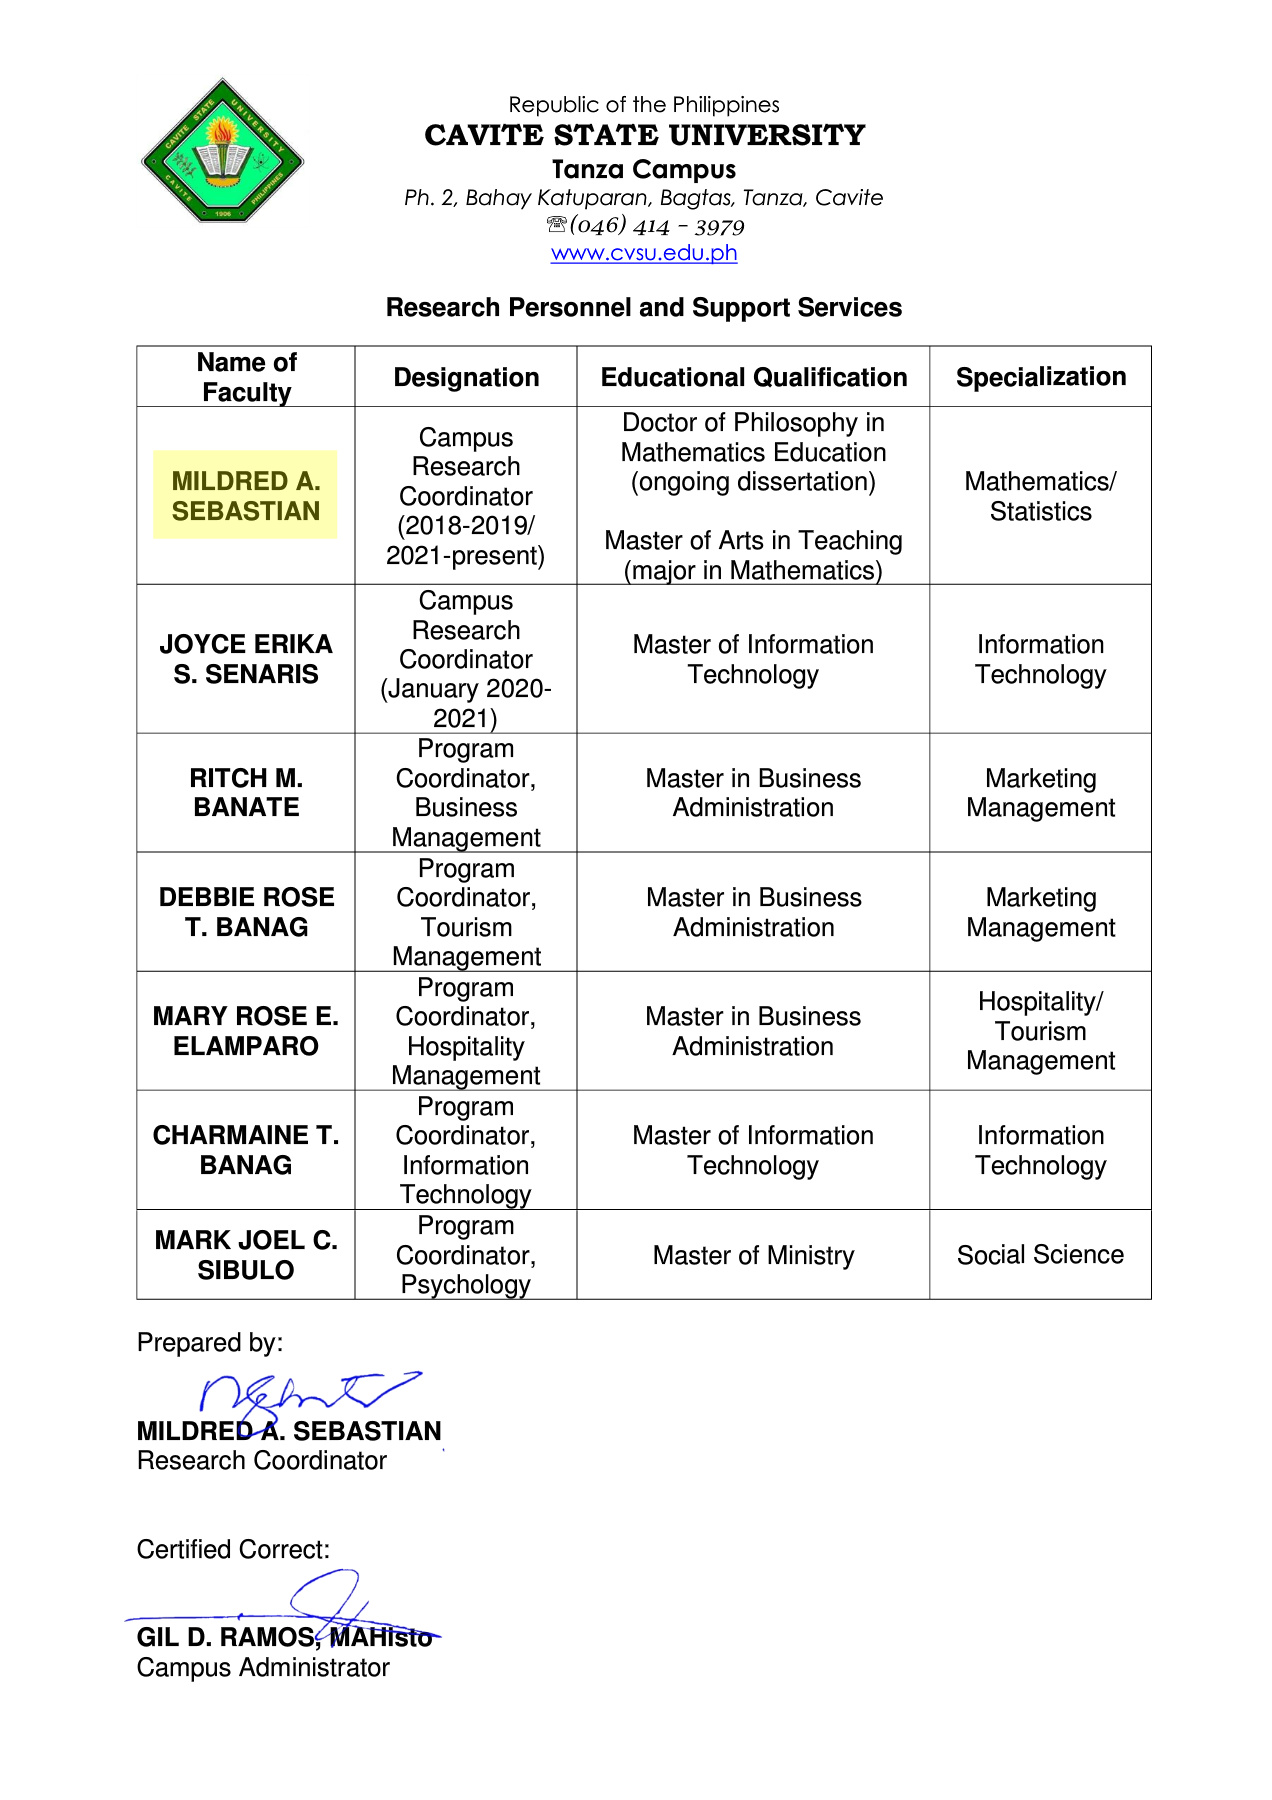 CAVITE STATE UNIVERSITY
CAVITE PHILIPPINES
1906
Republic of the Philippines
CAVITE STATE UNIVERSITY
Tanza Campus
Ph. 2, Bahay Katuparan, Bagtas, Tanza, Cavite
☏(046) 414 – 3979
www.cvsu.edu.ph
Research Personnel and Support Services
Name of
Faculty
Designation
Educational Qualification
Specialization
MILDRED A.
SEBASTIAN
Campus
Research
Coordinator
(2018-2019/
2021-present)
Doctor of Philosophy in
Mathematics Education
(ongoing dissertation)
Master of Arts in Teaching
(major in Mathematics)
Mathematics/
Statistics
JOYCE ERIKA
S. SENARIS
Campus
Research
Coordinator
(January 2020-
2021)
Master of Information
Technology
Information
Technology
RITCH M.
BANATE
Program
Coordinator,
Business
Management
Master in Business
Administration
Marketing
Management
DEBBIE ROSE
T. BANAG
Program
Coordinator,
Tourism
Management
Master in Business
Administration
Marketing
Management
MARY ROSE E.
ELAMPARO
Program
Coordinator,
Hospitality
Management
Master in Business
Administration
Hospitality/
Tourism
Management
CHARMAINE T.
BANAG
Program
Coordinator,
Information
Technology
Master of Information
Technology
Information
Technology
MARK JOEL C.
SIBULO
Program
Coordinator,
Psychology
Master of Ministry
Social Science
Prepared by:
MILDRED A. SEBASTIAN
Research Coordinator
Certified Correct:
GIL D. RAMOS, MAHisto
Campus Administrator